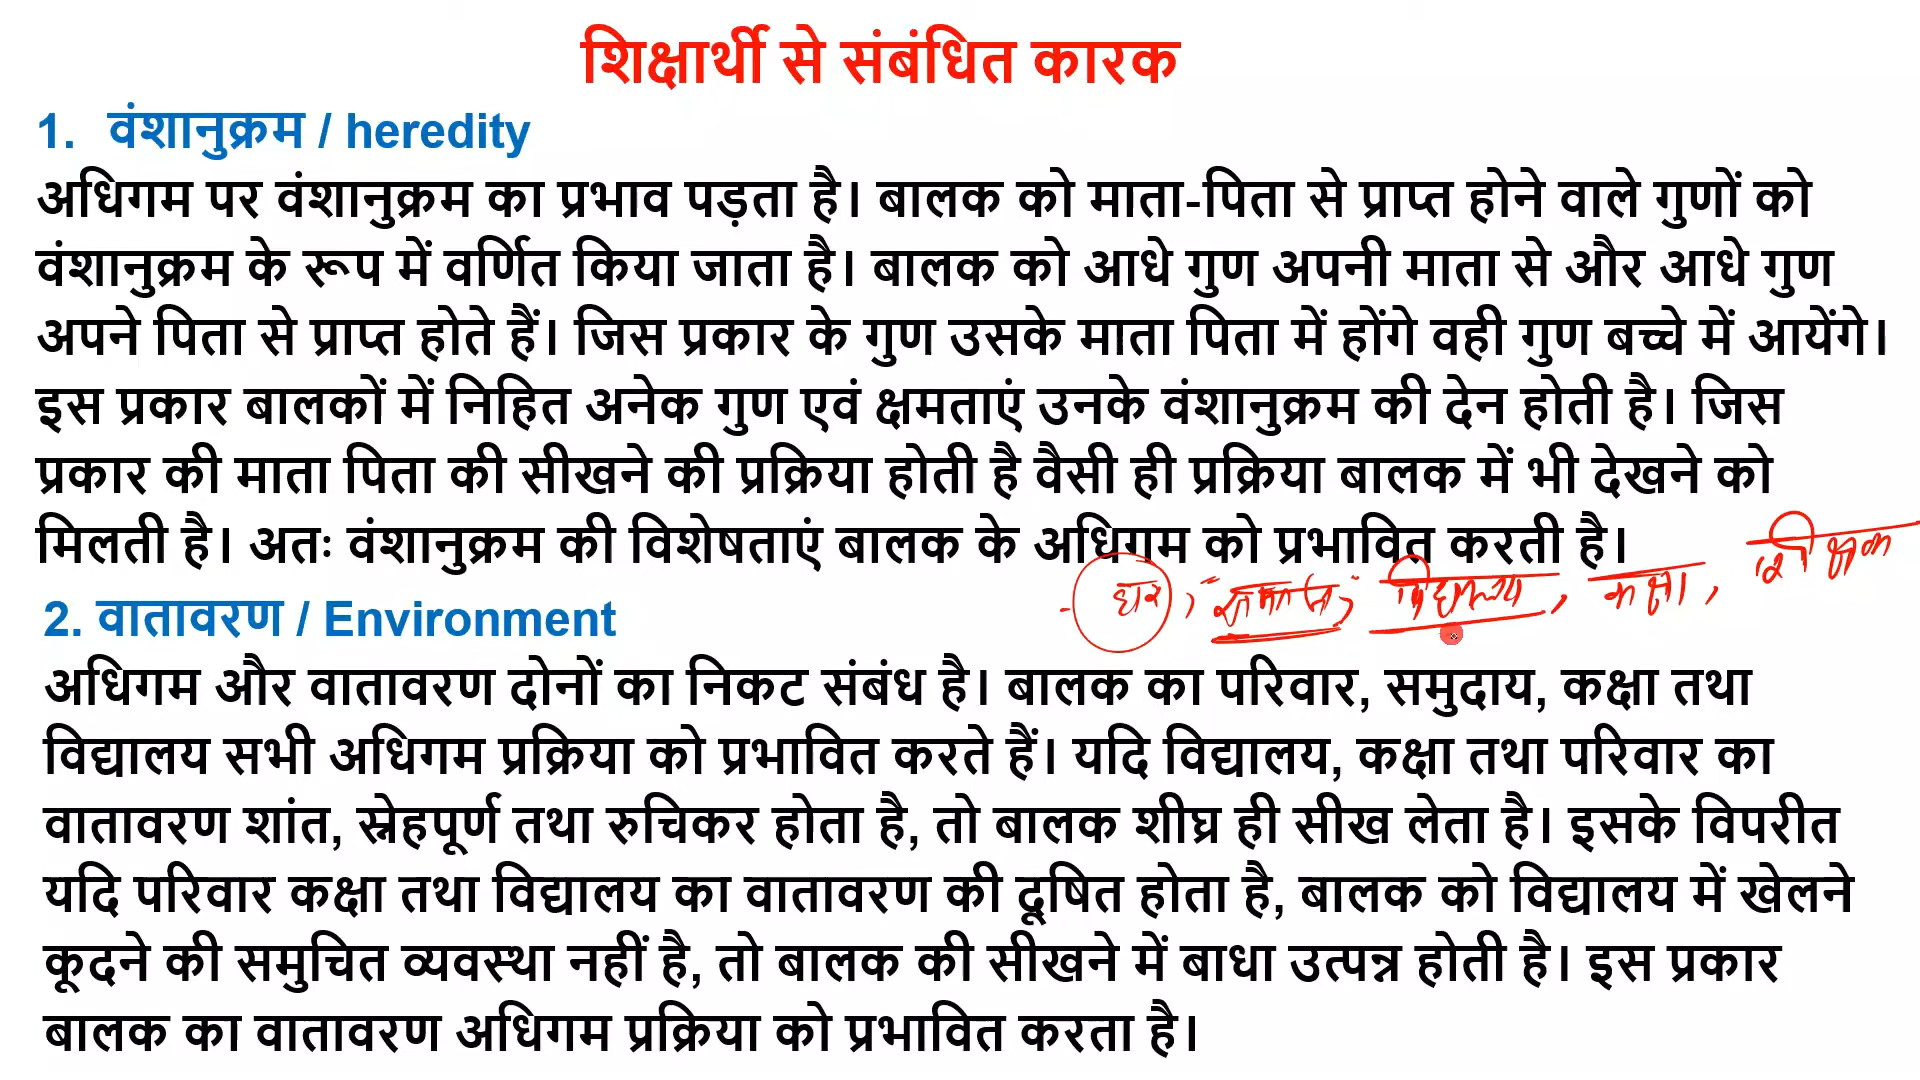 शिक्षार्थी से संबंधित कारक
1. वंशानुक्रम / heredity
अधिगम पर वंशानुक्रम का प्रभाव पड़ता है। बालक को माता-पिता से प्राप्त होने वाले गुणों को
वंशानुक्रम के रूप में वर्णित किया जाता है। बालक को आधे गुण अपनी माता से और आधे गुण
अपने पिता से प्राप्त होते हैं। जिस प्रकार के गुण उसके माता पिता में होंगे वही गुण बच्चे में आयेंगे।
इस प्रकार बालकों में निहित अनेक गुण एवं क्षमताएं उनके वंशानुक्रम की देन होती है। जिस
प्रकार की माता पिता की सीखने की प्रक्रिया होती है वैसी ही प्रक्रिया बालक में भी देखने को
मिलती है। अतः वंशानुक्रम की विशेषताएं बालक के अधिगम को प्रभावित करती है।
- घर, विद्यालय, कक्षा, शिक्षक
2. वातावरण / Environment
अधिगम और वातावरण दोनों का निकट संबंध है। बालक का परिवार, समुदाय, कक्षा तथा
विद्यालय सभी अधिगम प्रक्रिया को प्रभावित करते हैं। यदि विद्यालय, कक्षा तथा परिवार का
वातावरण शांत, स्नेहपूर्ण तथा रुचिकर होता है, तो बालक शीघ्र ही सीख लेता है। इसके विपरीत
यदि परिवार कक्षा तथा विद्यालय का वातावरण की दूषित होता है, बालक को विद्यालय में खेलने
कूदने की समुचित व्यवस्था नहीं है, तो बालक की सीखने में बाधा उत्पन्न होती है। इस प्रकार
बालक का वातावरण अधिगम प्रक्रिया को प्रभावित करता है।